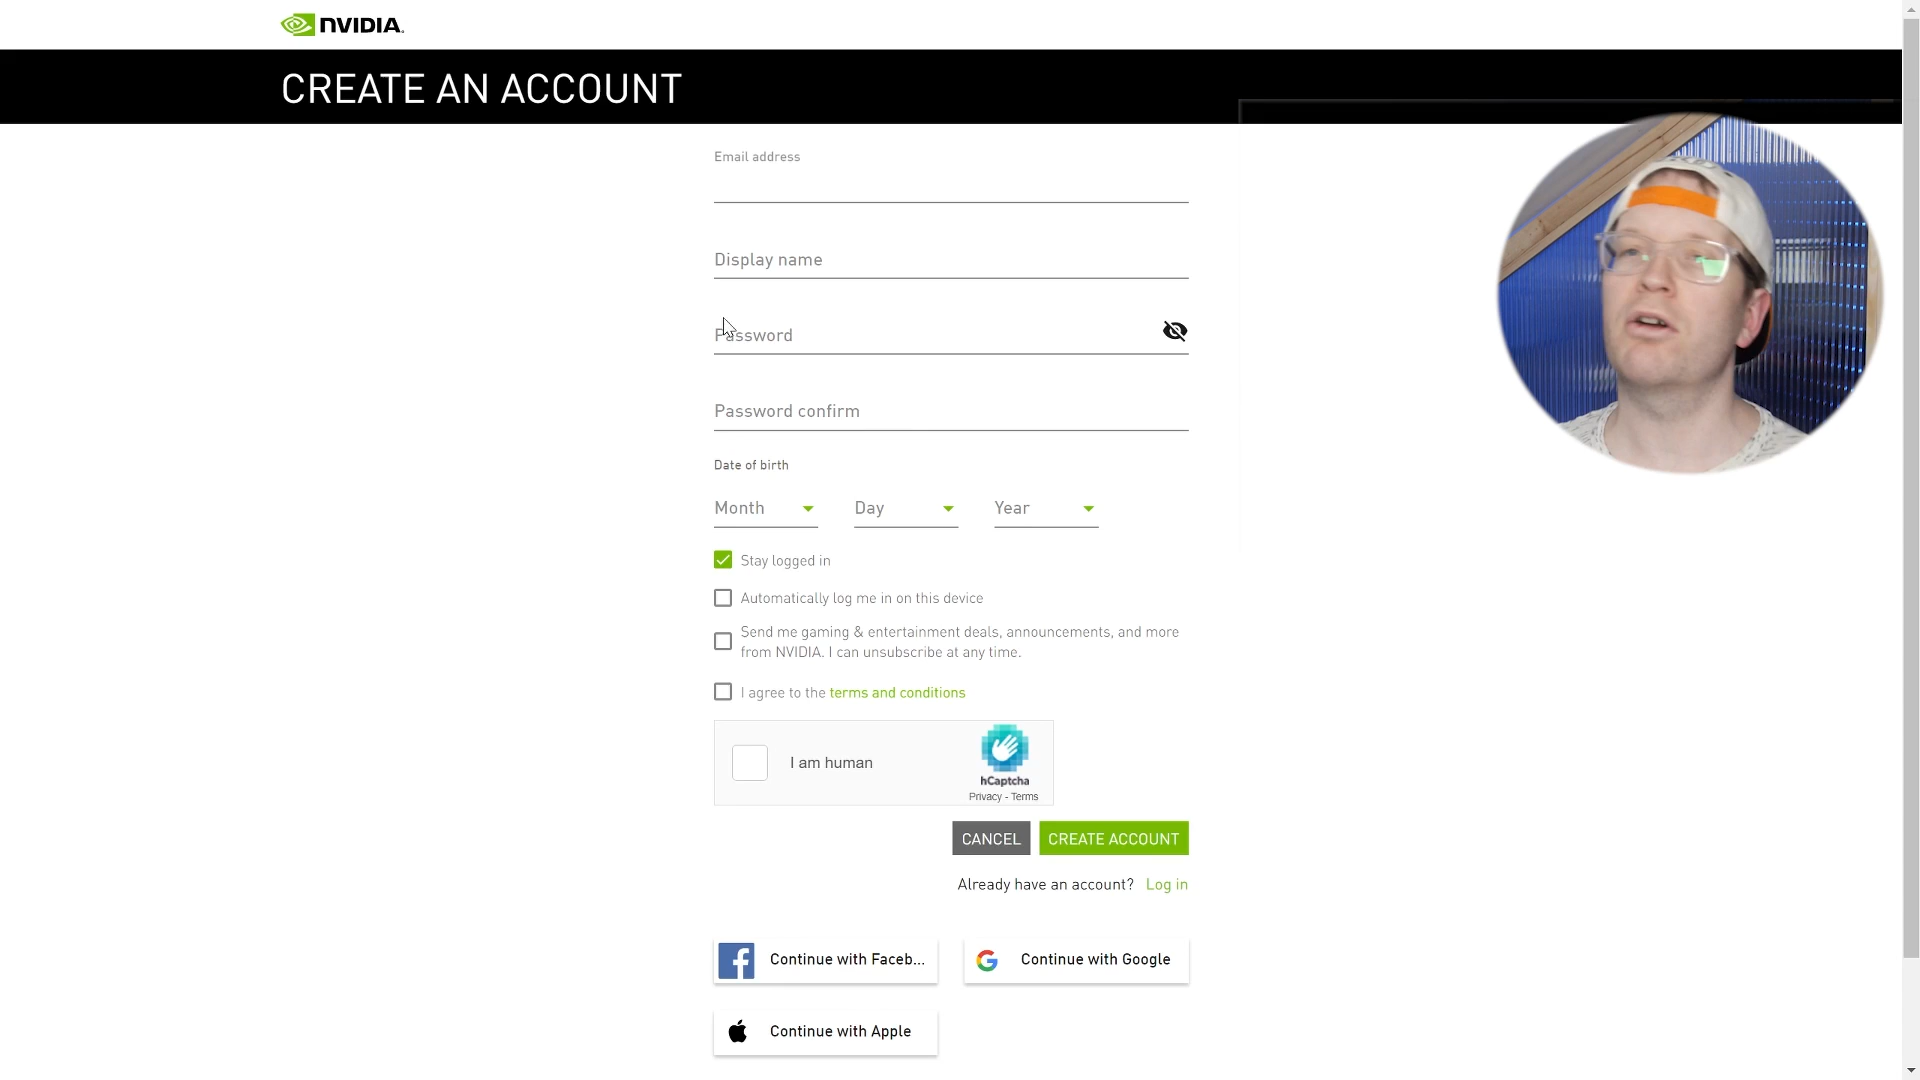 NVIDIA.
CREATE AN ACCOUNT
Email address
Display name
Password
Password confirm
Date of birth
Month Day Year
Stay logged in
Automatically log me in on this device
Send me gaming & entertainment deals, announcements, and more
from NVIDIA. I can unsubscribe at any time.
I agree to the terms and conditions
I am human
hCaptcha
Privacy - Terms
CANCEL CREATE ACCOUNT
Already have an account? Log in
Continue with Faceb... Continue with Google
Continue with Apple